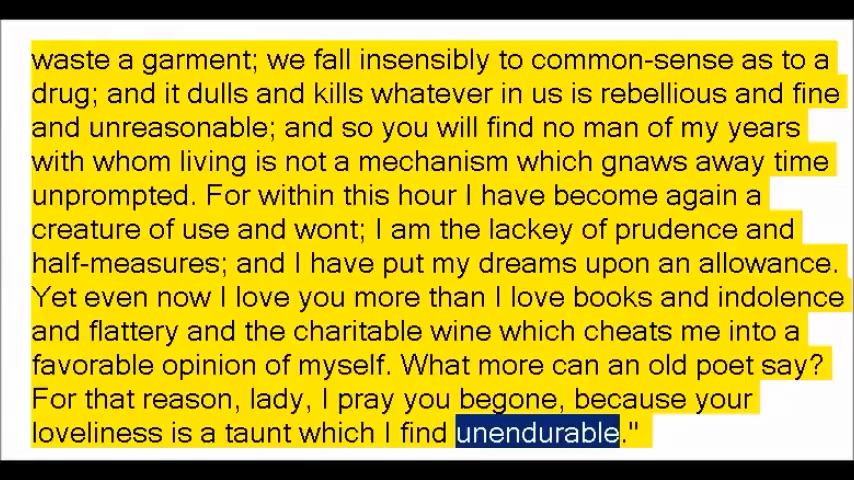 waste a garment; we fall insensibly to common-sense as to a
drug; and it dulls and kills whatever in us is rebellious and fine
and unreasonable; and so you will find no man of my years
with whom living is not a mechanism which gnaws away time
unprompted. For within this hour I have become again a
creature of use and wont; I am the lackey of prudence and
half-measures; and I have put my dreams upon an allowance.
Yet even now I love you more than I love books and indolence
and flattery and the charitable wine which cheats me into a
favorable opinion of myself. What more can an old poet say?
For that reason, lady, I pray you begone, because your
loveliness is a taunt which I find unendurable."